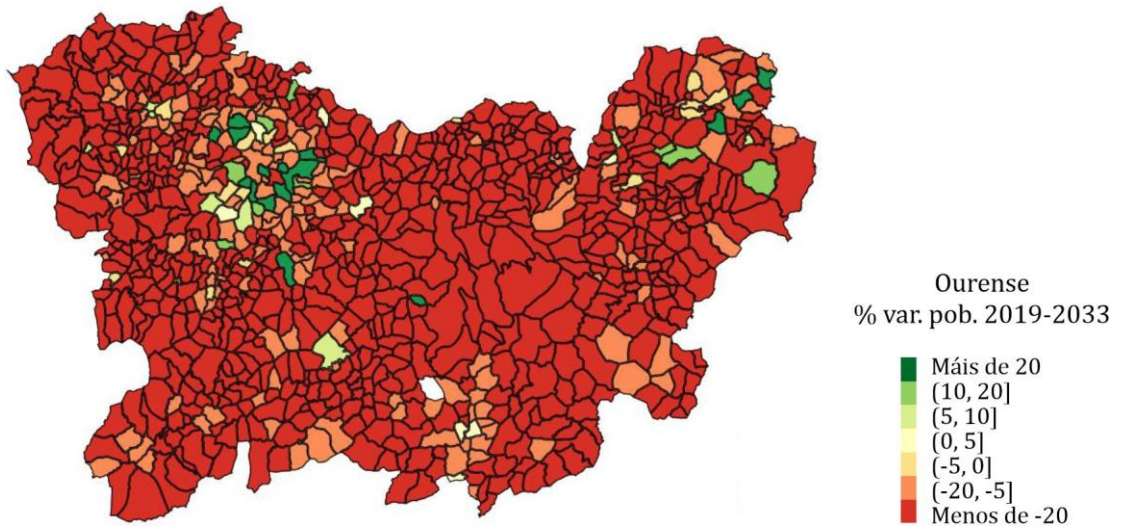 Ourense
% var. pob. 2019-2033
Máis de 20
(10, 20]
(5, 10]
(0, 5]
(-5, 0]
(-20, -5]
Menos de -20